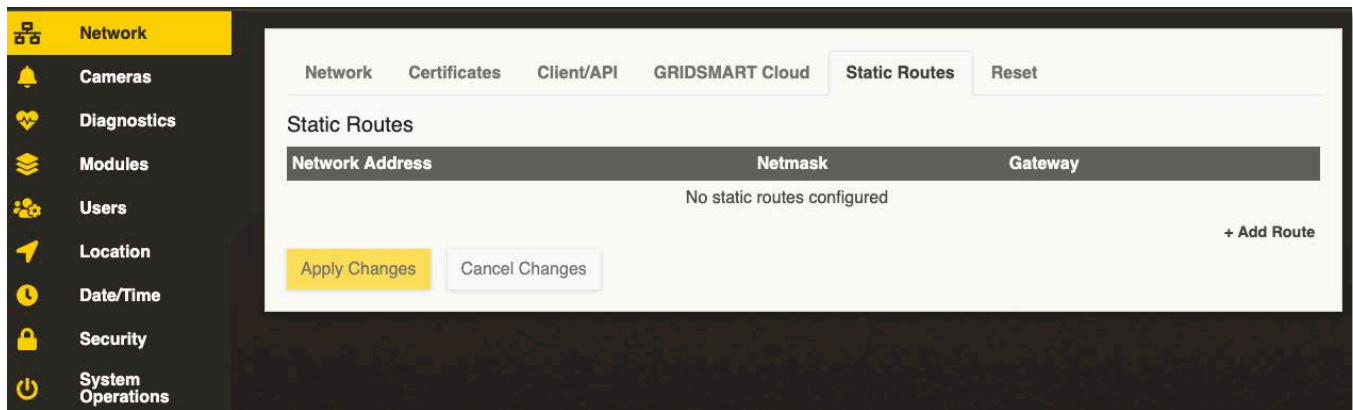 Network
Cameras
Diagnostics
Modules
Users
Location
Date/Time
Security
System
Operations
Network Certificates Client/API GRIDSMART Cloud Static Routes Reset
Static Routes
Network Address Netmask Gateway
No static routes configured
+ Add Route
Apply Changes Cancel Changes